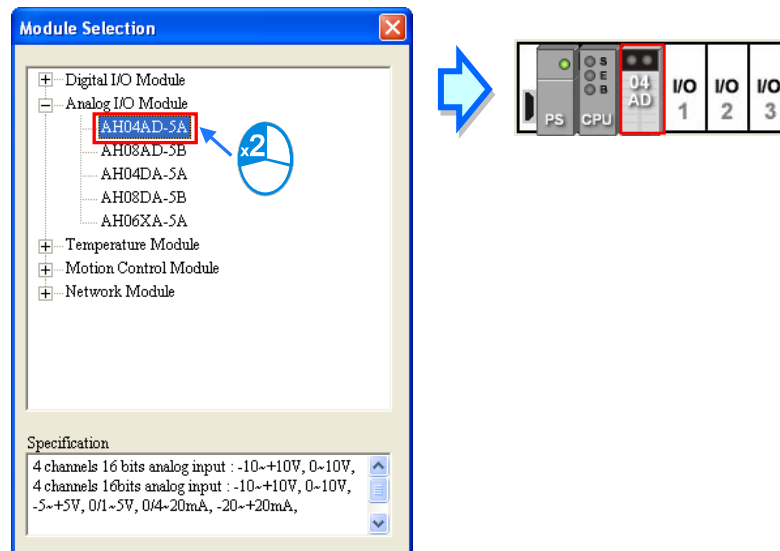 Module Selection
Digital I/O Module
Analog I/O Module
AH04AD-5A
AH08AD-5B
AH04DA-5A
AH08DA-5B
AH06XA-5A
Temperature Module
Motion Control Module
Network Module
Specification
4 channels 16 bits analog input : -10~+10V, 0~10V,
4 channels 16bits analog input : -10~+10V, 0~10V,
-5~+5V, 0/1~5V, 0/4~20mA, -20~+20mA,
x2
PS
CPU
S
E
B
04
AD
I/O
1
I/O
2
I/O
3